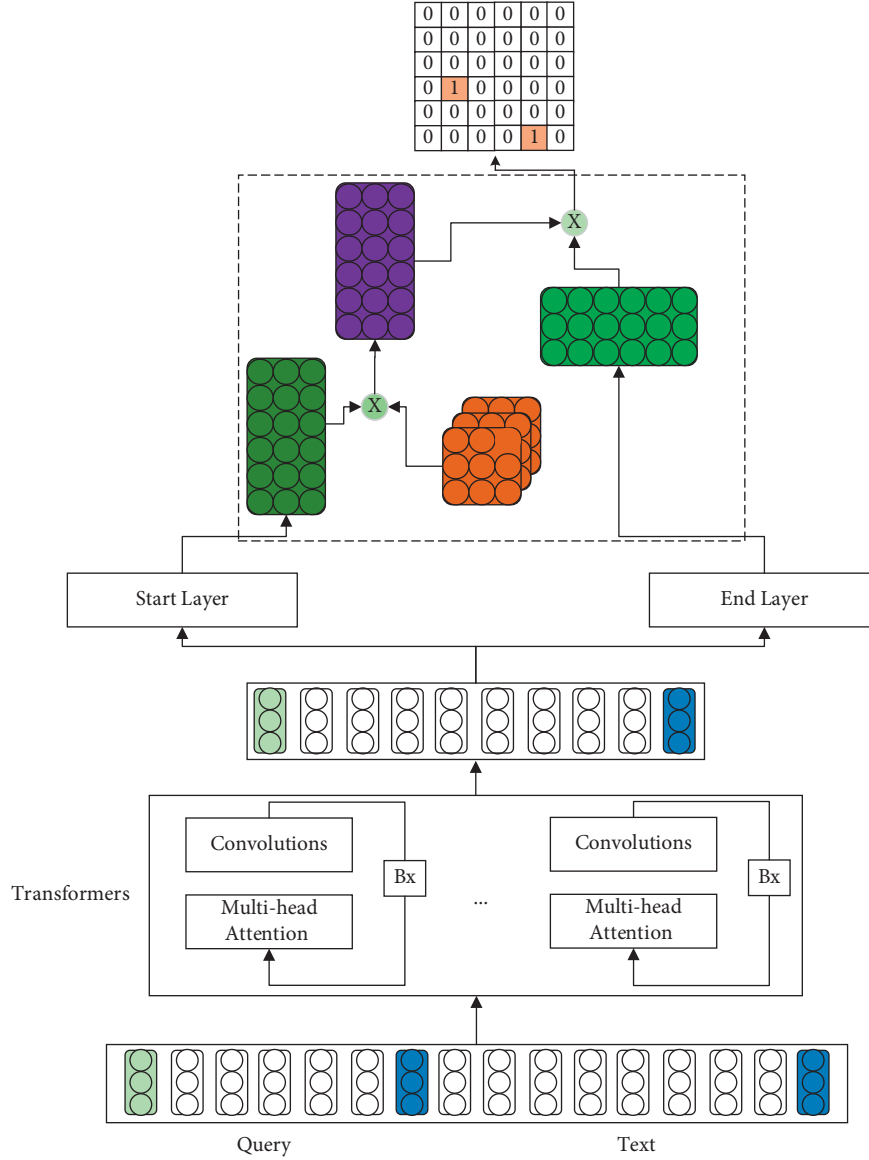 0 0 0 0 0 0
0 0 0 0 0 0
0 0 0 0 0 0
0 1 0 0 0 0
0 0 0 0 0 0
0 0 0 0 1 0
X
X
Start Layer
End Layer
Transformers
Convolutions
Bx
Multi-head
Attention
...
Convolutions
Bx
Multi-head
Attention
Query
Text